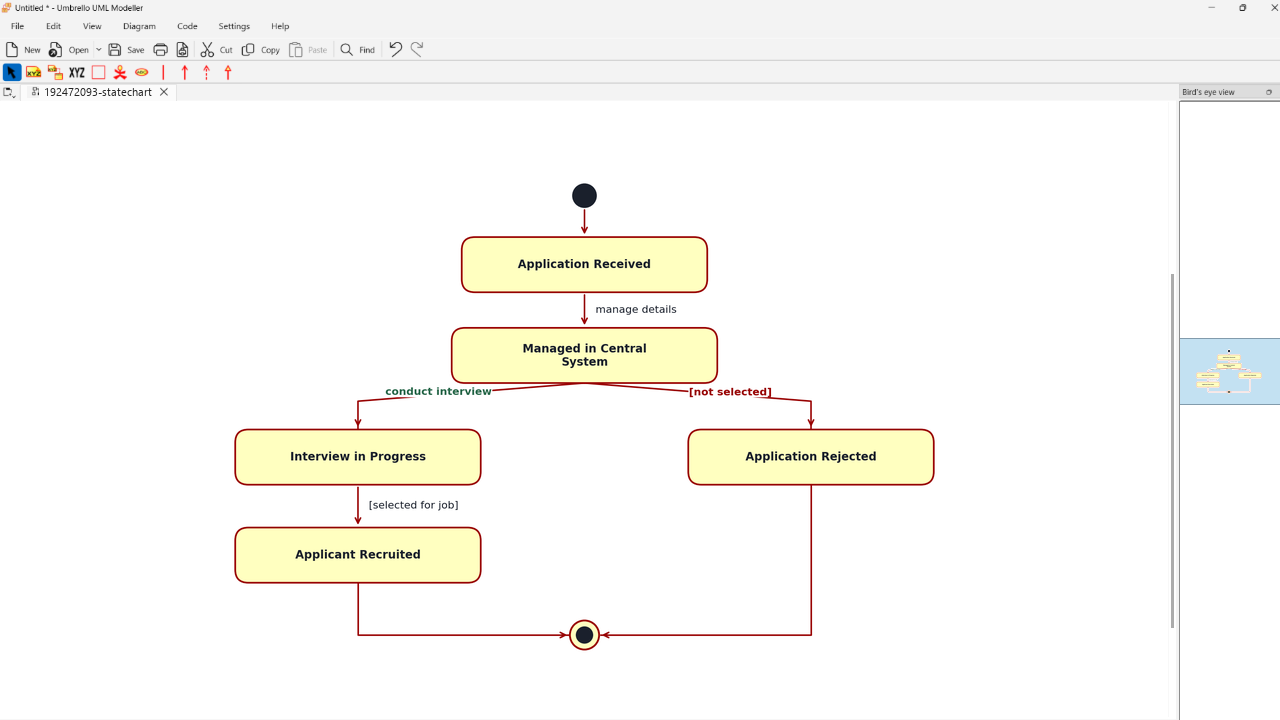 Untitled * - Umbrello UML Modeller
File Edit View Diagram Code Settings Help
New Open Save Cut Copy Paste Find
XYZ
192472093-statechart
Bird's eye view
Application Received
manage details
Managed in Central
System
conduct interview
[not selected]
Interview in Progress
Application Rejected
[selected for job]
Applicant Recruited